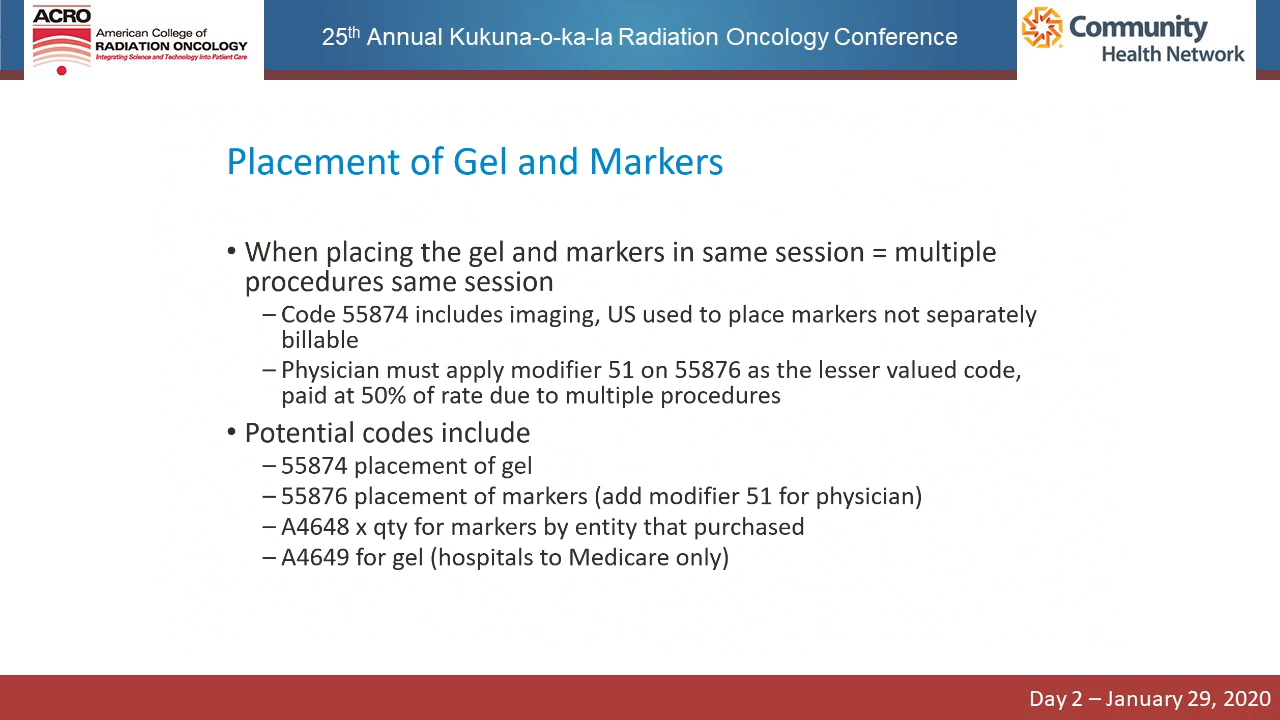 ACRO
American College of
RADIATION ONCOLOGY
Integrating Science and Technology Into Patient Care
25th Annual Kukuna-o-ka-la Radiation Oncology Conference
Community
Health Network
Placement of Gel and Markers
• When placing the gel and markers in same session = multiple
procedures same session
– Code 55874 includes imaging, US used to place markers not separately
billable
– Physician must apply modifier 51 on 55876 as the lesser valued code,
paid at 50% of rate due to multiple procedures
• Potential codes include
– 55874 placement of gel
– 55876 placement of markers (add modifier 51 for physician)
– A4648 x qty for markers by entity that purchased
– A4649 for gel (hospitals to Medicare only)
Day 2 – January 29, 2020